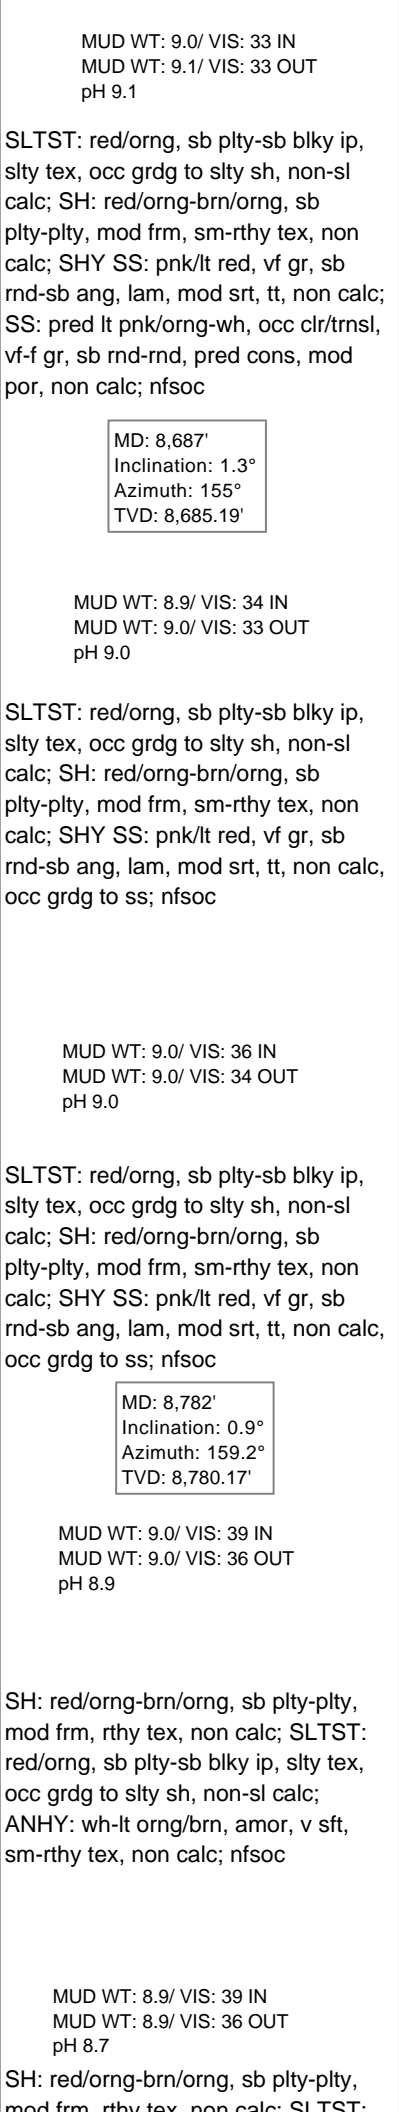 MUD WT: 9.0/ VIS: 33 IN
MUD WT: 9.1/ VIS: 33 OUT
pH 9.1
SLTST: red/orng, sb plty-sb blky ip,
slty tex, occ grdg to slty sh, non-sl
calc; SH: red/orng-brn/orng, sb
plty-plty, mod frm, sm-rthy tex, non
calc; SHY SS: pnk/lt red, vf gr, sb
rnd-sb ang, lam, mod srt, tt, non calc;
SS: pred lt pnk/orng-wh, occ clr/trnsl,
vf-f gr, sb rnd-rnd, pred cons, mod
por, non calc; nfsoc
MD: 8,687'
Inclination: 1.3°
Azimuth: 155°
TVD: 8,685.19'
MUD WT: 8.9/ VIS: 34 IN
MUD WT: 9.0/ VIS: 33 OUT
pH 9.0
SLTST: red/orng, sb plty-sb blky ip,
slty tex, occ grdg to slty sh, non-sl
calc; SH: red/orng-brn/orng, sb
plty-plty, mod frm, sm-rthy tex, non
calc; SHY SS: pnk/lt red, vf gr, sb
rnd-sb ang, lam, mod srt, tt, non calc,
occ grdg to ss; nfsoc
MUD WT: 9.0/ VIS: 36 IN
MUD WT: 9.0/ VIS: 34 OUT
pH 9.0
SLTST: red/orng, sb plty-sb blky ip,
slty tex, occ grdg to slty sh, non-sl
calc; SH: red/orng-brn/orng, sb
plty-plty, mod frm, sm-rthy tex, non
calc; SHY SS: pnk/lt red, vf gr, sb
rnd-sb ang, lam, mod srt, tt, non calc,
occ grdg to ss; nfsoc
MD: 8,782'
Inclination: 0.9°
Azimuth: 159.2°
TVD: 8,780.17'
MUD WT: 9.0/ VIS: 39 IN
MUD WT: 9.0/ VIS: 36 OUT
pH 8.9
SH: red/orng-brn/orng, sb plty-plty,
mod frm, rthy tex, non calc; SLTST:
red/orng, sb plty-sb blky ip, slty tex,
occ grdg to slty sh, non-sl calc;
ANHY: wh-lt orng/brn, amor, v sft,
sm-rthy tex, non calc; nfsoc
MUD WT: 8.9/ VIS: 39 IN
MUD WT: 8.9/ VIS: 36 OUT
pH 8.7
SH: red/orng-brn/orng, sb plty-plty,
mod frm, rthy tex, non calc; SLTST: